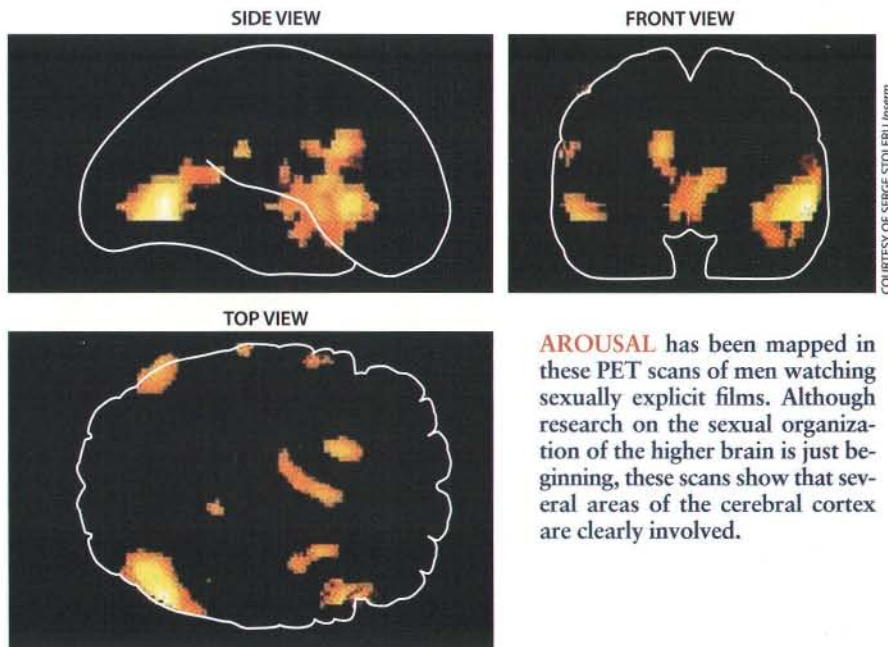 SIDE VIEW
FRONT VIEW
COURTESY OF SERGE STOLERU Inserm
TOP VIEW
AROUSAL has been mapped in
these PET scans of men watching
sexually explicit films. Although
research on the sexual organiza-
tion of the higher brain is just be-
ginning, these scans show that sev-
eral areas of the cerebral cortex
are clearly involved.